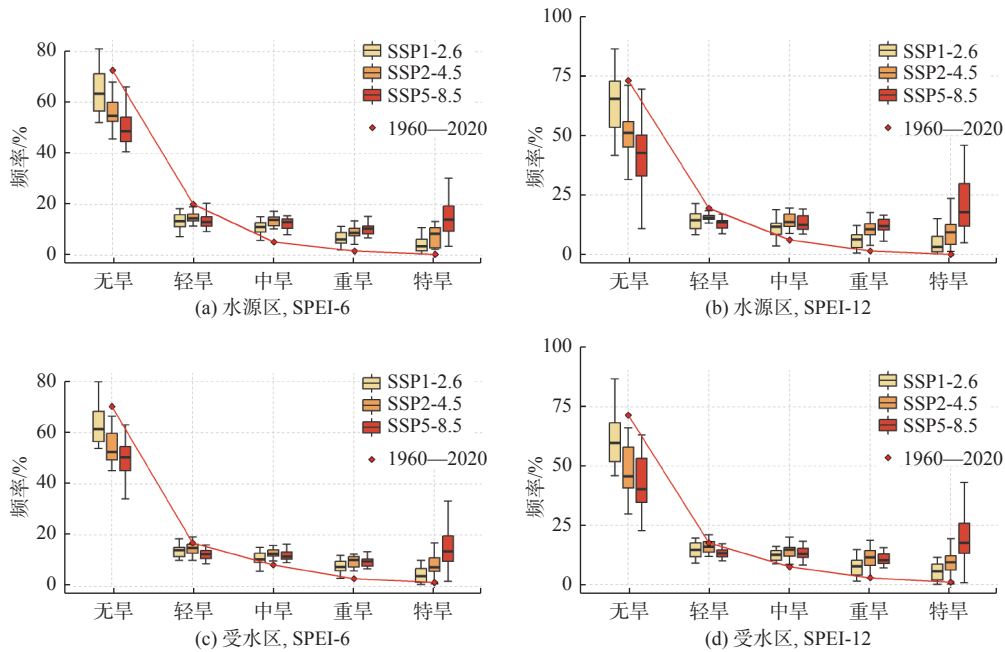 80
60
40
20
0
频率/%
SSP1-2.6
SSP2-4.5
SSP5-8.5
1960—2020
无旱 轻旱 中旱 重旱 特旱
(a) 水源区, SPEI-6
100
75
50
25
0
频率/%
SSP1-2.6
SSP2-4.5
SSP5-8.5
1960—2020
无旱 轻旱 中旱 重旱 特旱
(b) 水源区, SPEI-12
80
60
40
20
0
频率/%
SSP1-2.6
SSP2-4.5
SSP5-8.5
1960—2020
无旱 轻旱 中旱 重旱 特旱
(c) 受水区, SPEI-6
100
75
50
25
0
频率/%
SSP1-2.6
SSP2-4.5
SSP5-8.5
1960—2020
无旱 轻旱 中旱 重旱 特旱
(d) 受水区, SPEI-12